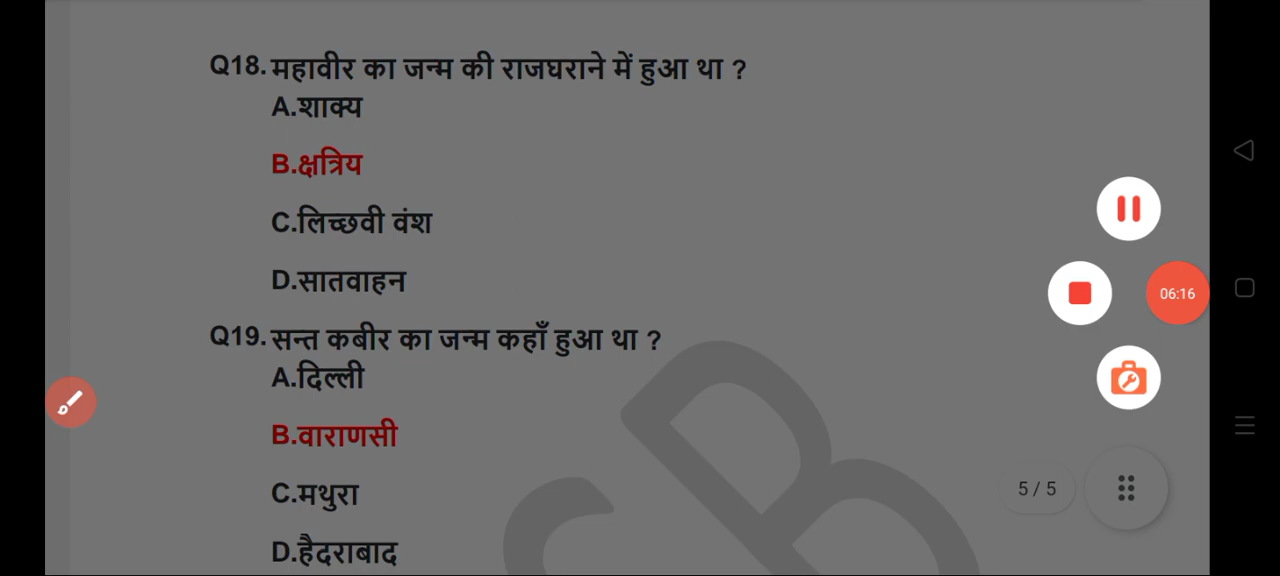 Q18. महावीर का जन्म की राजघराने में हुआ था ?
A.शाक्य
B.क्षत्रिय
C.लिच्छवी वंश
D.सातवाहन
Q19. सन्त कबीर का जन्म कहाँ हुआ था ?
A.दिल्ली
B.वाराणसी
C.मथुरा
D.हैदराबाद
06:16
5 / 5